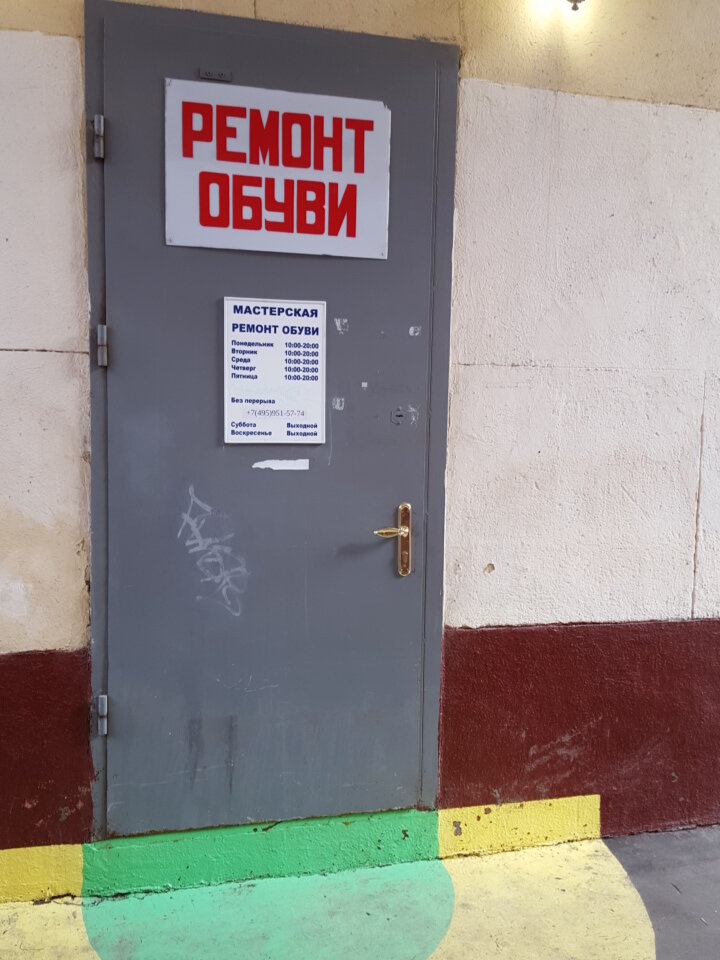 РЕМОНТ
ОБУВИ
МАСТЕРСКАЯ
РЕМОНТ ОБУВИ
Понедельник 10:00-20:00
Вторник 10:00-20:00
Среда 10:00-20:00
Четверг 10:00-20:00
Пятница 10:00-20:00
Без перерыва
+7(495)951-57-74
Суббота Выходной
Воскресенье Выходной